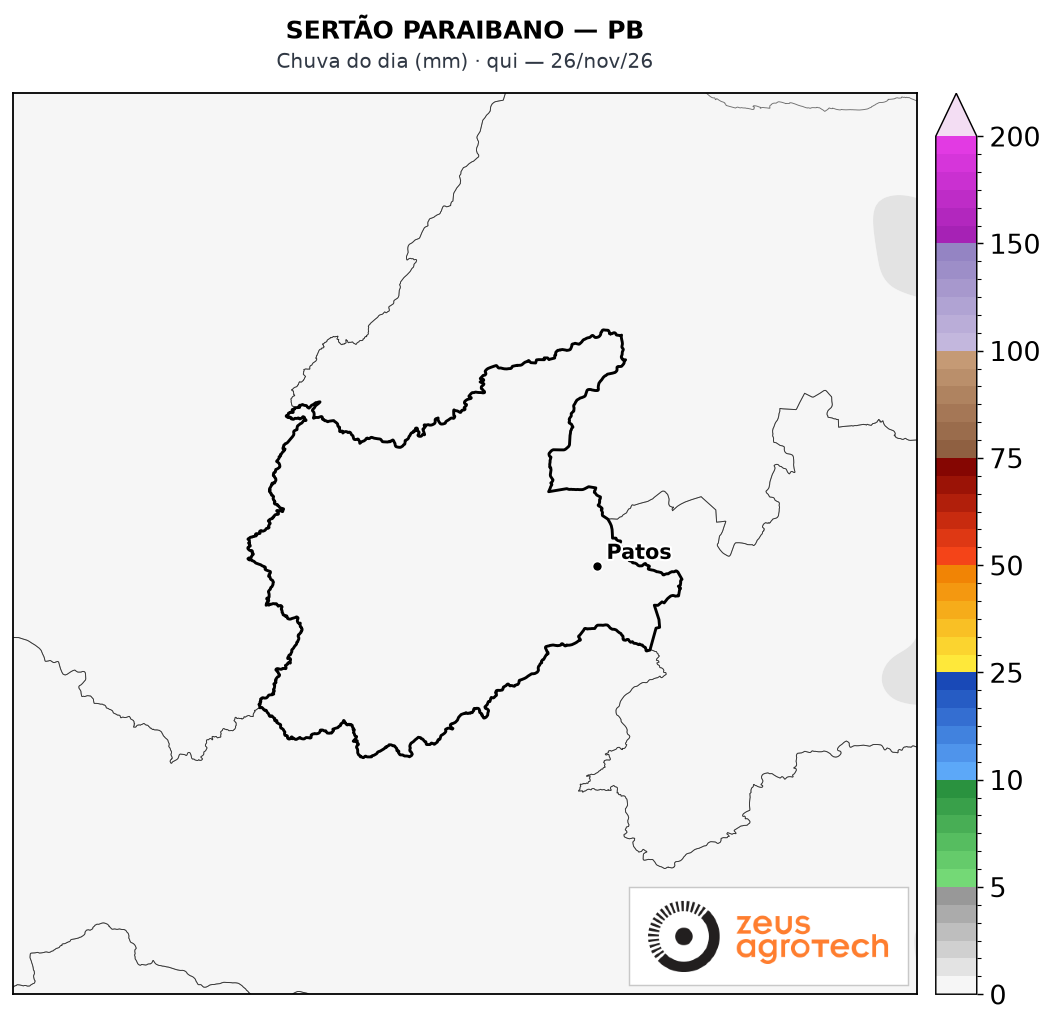 SERTÃO PARAIBANO — PB
Chuva do dia (mm) · qui — 26/nov/26
200
150
100
75
50
25
10
5
0
Patos
zeus
agrotech